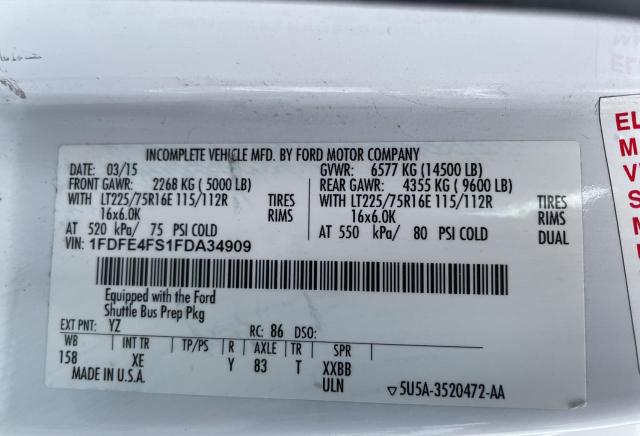 INCOMPLETE VEHICLE MFD. BY FORD MOTOR COMPANY
DATE: 03/15 GVWR: 6577 KG (14500 LB)
FRONT GAWR: 2268 KG ( 5000 LB) REAR GAWR: 4355 KG ( 9600 LB)
WITH LT225/75R16E 115/112R TIRES WITH LT225/75R16E 115/112R TIRES
16x6.0K RIMS 16x6.0K RIMS
AT 520 kPa/ 75 PSI COLD AT 550 kPa/ 80 PSI COLD DUAL
VIN: 1FDFE4FS1FDA34909
Equipped with the Ford
Shuttle Bus Prep Pkg
EXT PNT: YZ RC: 86 DSO:
WB INT TR TP/PS R AXLE TR SPR
158 XE Y 83 T XXBB
MADE IN U.S.A. ULN ▽ 5U5A-3520472-AA
EL